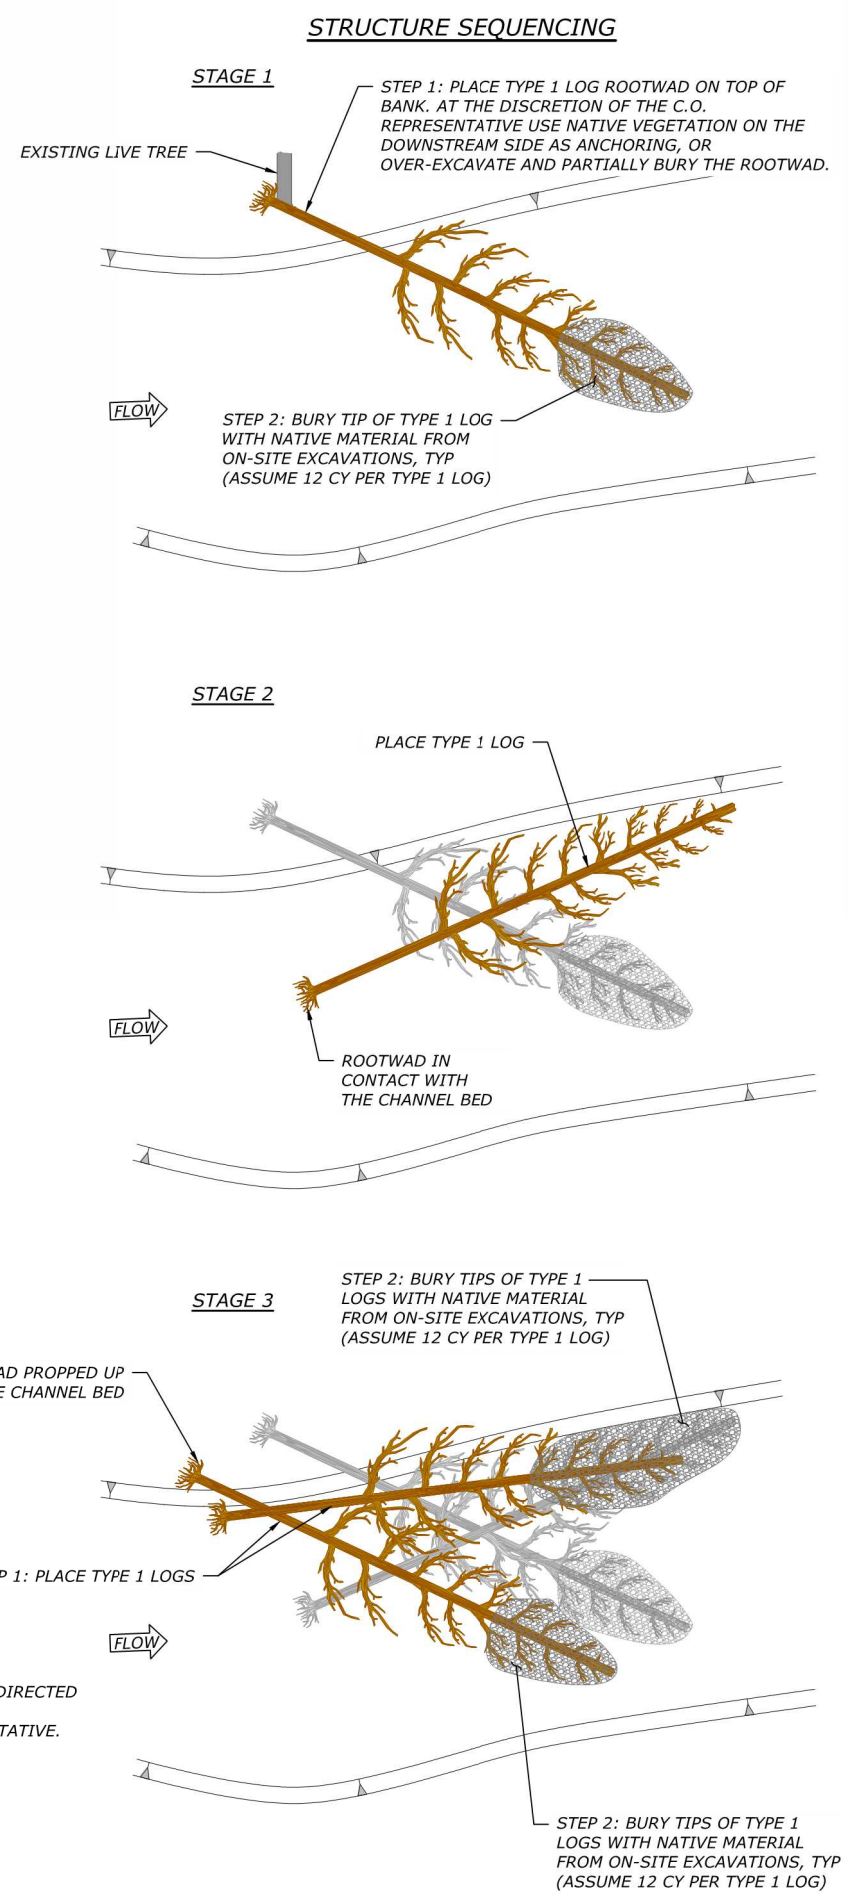 STRUCTURE SEQUENCING
STAGE 1
STEP 1: PLACE TYPE 1 LOG ROOTWAD ON TOP OF
BANK. AT THE DISCRETION OF THE C.O.
REPRESENTATIVE USE NATIVE VEGETATION ON THE
DOWNSTREAM SIDE AS ANCHORING, OR
OVER-EXCAVATE AND PARTIALLY BURY THE ROOTWAD.
EXISTING LIVE TREE
FLOW
STEP 2: BURY TIP OF TYPE 1 LOG
WITH NATIVE MATERIAL FROM
ON-SITE EXCAVATIONS, TYP
(ASSUME 12 CY PER TYPE 1 LOG)
STAGE 2
PLACE TYPE 1 LOG
FLOW
ROOTWAD IN
CONTACT WITH
THE CHANNEL BED
STAGE 3
STEP 2: BURY TIPS OF TYPE 1
LOGS WITH NATIVE MATERIAL
FROM ON-SITE EXCAVATIONS, TYP
(ASSUME 12 CY PER TYPE 1 LOG)
AD PROPPED UP
E CHANNEL BED
P 1: PLACE TYPE 1 LOGS
FLOW
DIRECTED
TATIVE.
STEP 2: BURY TIPS OF TYPE 1
LOGS WITH NATIVE MATERIAL
FROM ON-SITE EXCAVATIONS, TYP
(ASSUME 12 CY PER TYPE 1 LOG)